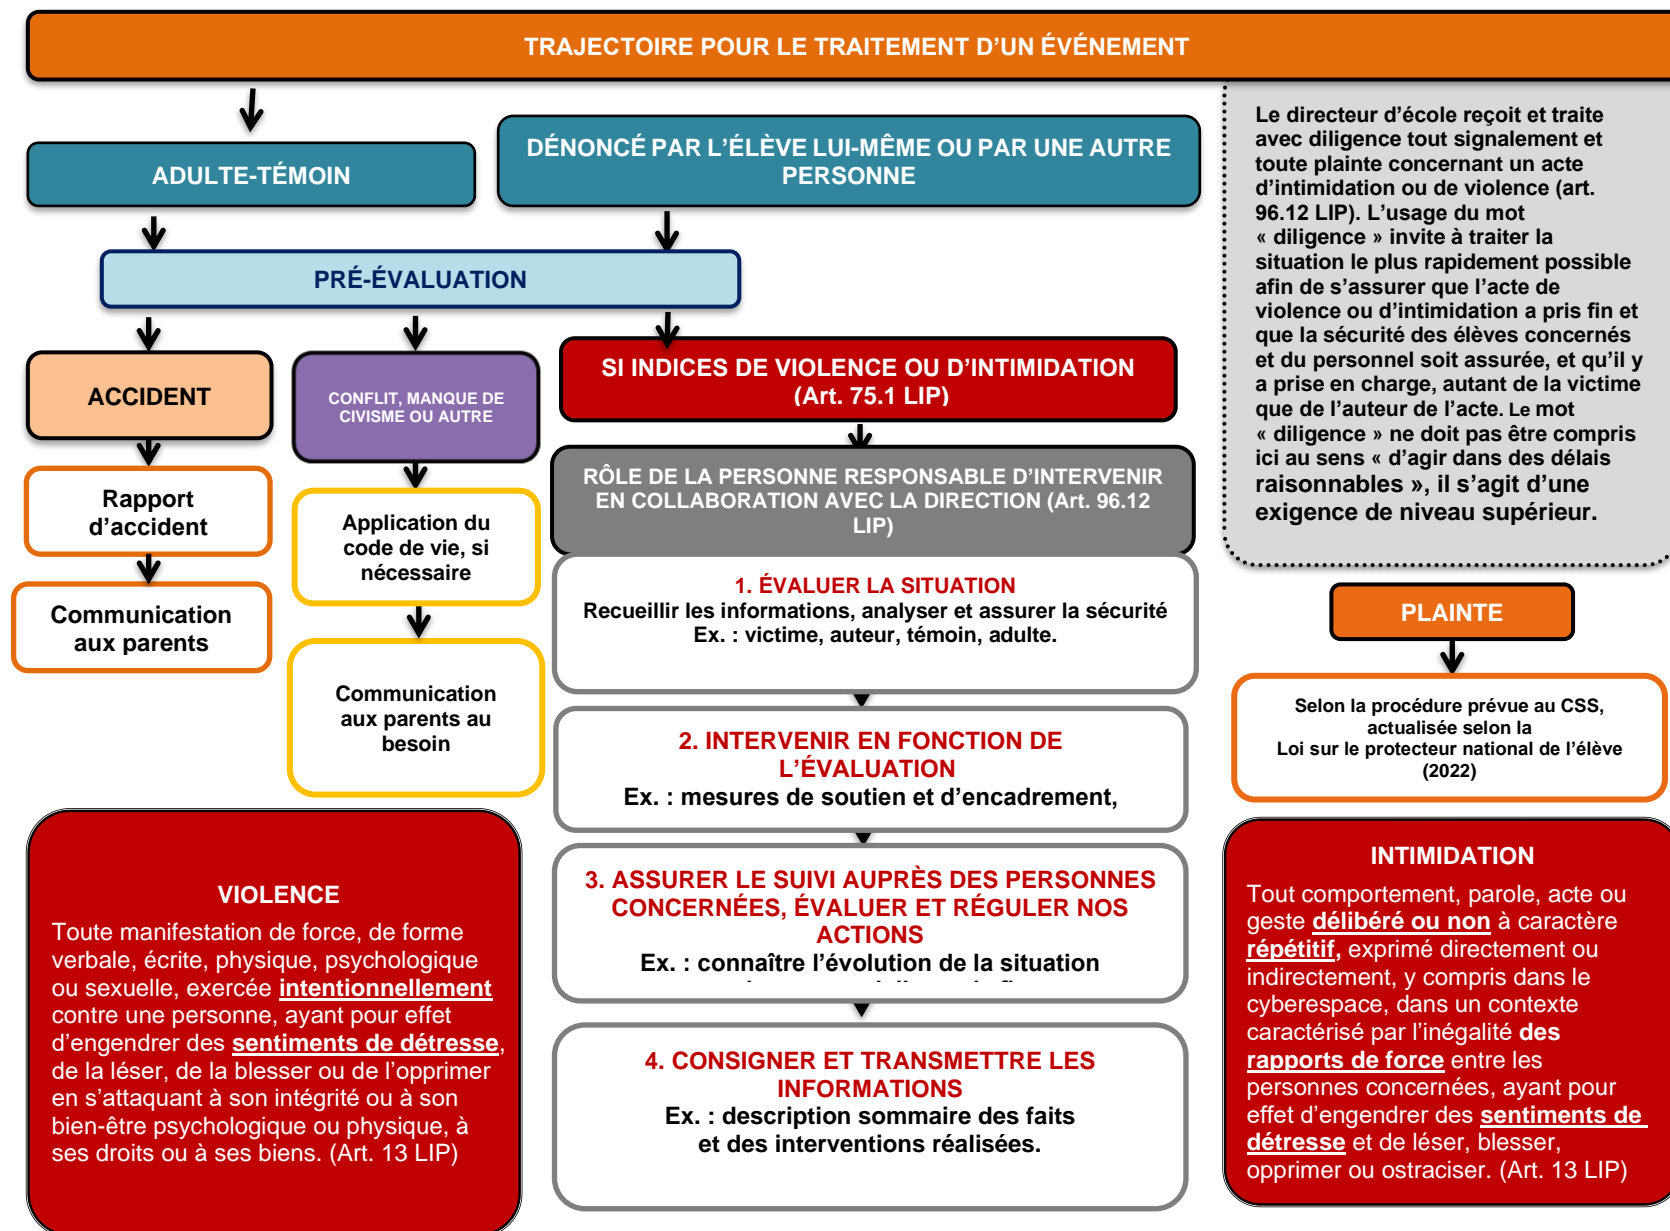 TRAJECTOIRE POUR LE TRAITEMENT D’UN ÉVÉNEMENT
ADULTE-TÉMOIN
DÉNONCÉ PAR L’ÉLÈVE LUI-MÊME OU PAR UNE AUTRE
PERSONNE
PRÉ-ÉVALUATION
ACCIDENT
Rapport
d’accident
Communication
aux parents
CONFLIT, MANQUE DE
CIVISME OU AUTRE
Application du
code de vie, si
nécessaire
Communication
aux parents au
besoin
SI INDICES DE VIOLENCE OU D’INTIMIDATION
(Art. 75.1 LIP)
RÔLE DE LA PERSONNE RESPONSABLE D’INTERVENIR
EN COLLABORATION AVEC LA DIRECTION (Art. 96.12
LIP)
1. ÉVALUER LA SITUATION
Recueillir les informations, analyser et assurer la sécurité
Ex. : victime, auteur, témoin, adulte.
2. INTERVENIR EN FONCTION DE
L’ÉVALUATION
Ex. : mesures de soutien et d’encadrement,
3. ASSURER LE SUIVI AUPRÈS DES PERSONNES
CONCERNÉES, ÉVALUER ET RÉGULER NOS
ACTIONS
Ex. : connaître l’évolution de la situation
4. CONSIGNER ET TRANSMETTRE LES
INFORMATIONS
Ex. : description sommaire des faits
et des interventions réalisées.
Le directeur d’école reçoit et traite
avec diligence tout signalement et
toute plainte concernant un acte
d’intimidation ou de violence (art.
96.12 LIP). L’usage du mot
« diligence » invite à traiter la
situation le plus rapidement possible
afin de s’assurer que l’acte de
violence ou d’intimidation a pris fin et
que la sécurité des élèves concernés
et du personnel soit assurée, et qu’il y
a prise en charge, autant de la victime
que de l’auteur de l’acte. Le mot
« diligence » ne doit pas être compris
ici au sens « d’agir dans des délais
raisonnables », il s’agit d’une
exigence de niveau supérieur.
PLAINTE
Selon la procédure prévue au CSS,
actualisée selon la
Loi sur le protecteur national de l’élève
(2022)
VIOLENCE
Toute manifestation de force, de forme
verbale, écrite, physique, psychologique
ou sexuelle, exercée intentionnellement
contre une personne, ayant pour effet
d’engendrer des sentiments de détresse,
de la léser, de la blesser ou de l’opprimer
en s’attaquant à son intégrité ou à son
bien-être psychologique ou physique, à
ses droits ou à ses biens. (Art. 13 LIP)
INTIMIDATION
Tout comportement, parole, acte ou
geste délibéré ou non à caractère
répétitif, exprimé directement ou
indirectement, y compris dans le
cyberespace, dans un contexte
caractérisé par l’inégalité des
rapports de force entre les
personnes concernées, ayant pour
effet d’engendrer des sentiments de
détresse et de léser, blesser,
opprimer ou ostraciser. (Art. 13 LIP)